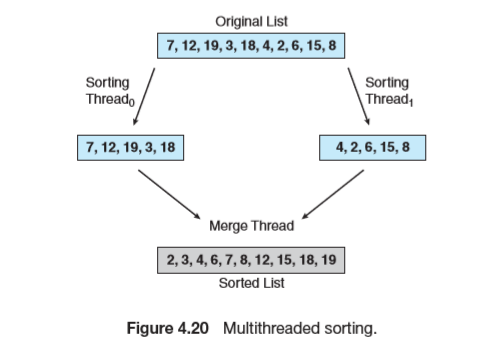 Original List
7, 12, 19, 3, 18, 4, 2, 6, 15, 8
Sorting
Thread0
Sorting
Thread1
7, 12, 19, 3, 18
4, 2, 6, 15, 8
Merge Thread
2, 3, 4, 6, 7, 8, 12, 15, 18, 19
Sorted List
Figure 4.20 Multithreaded sorting.